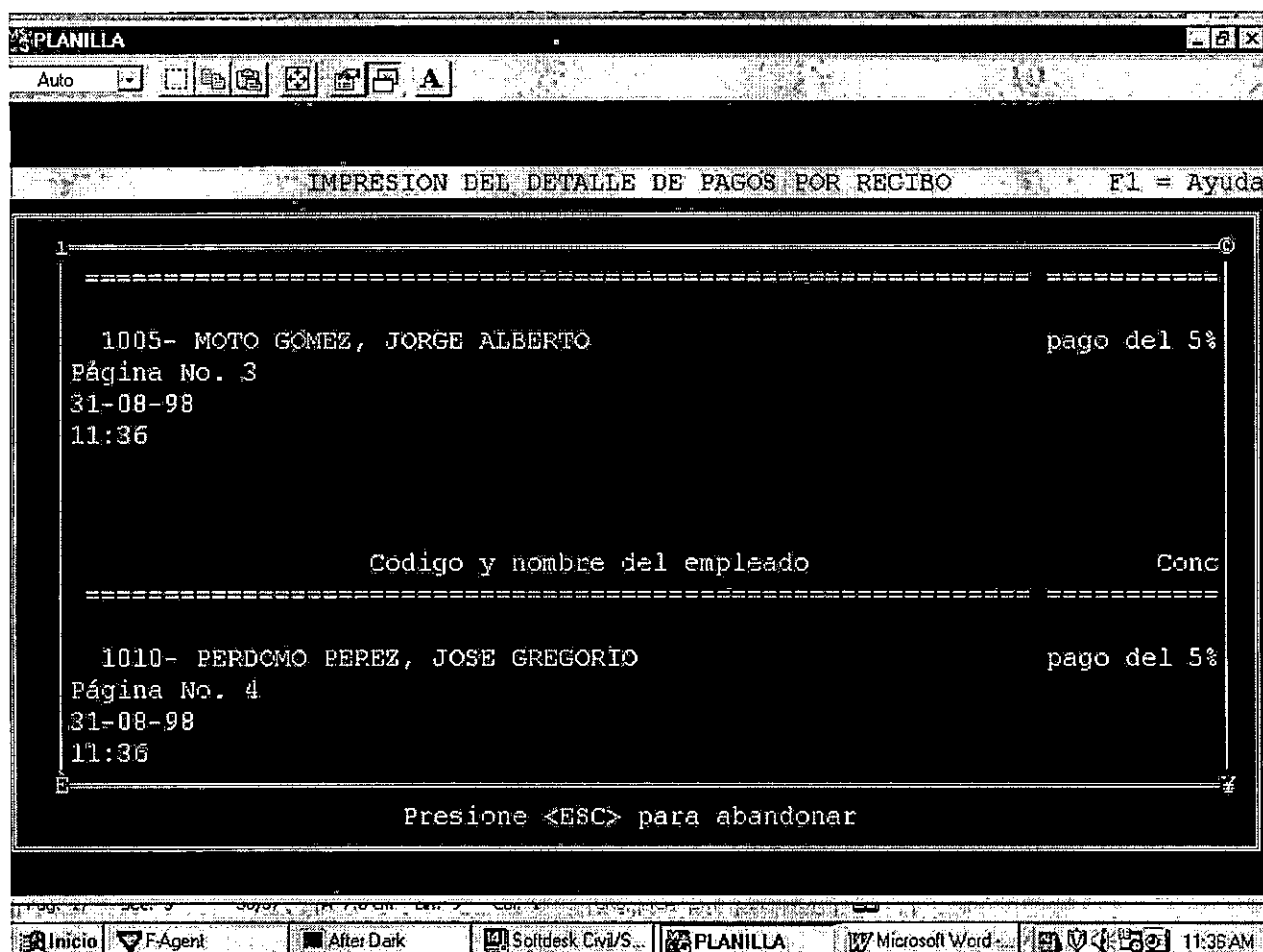 PLANILLA
Auto
A
IMPRESION DEL DETALLE DE PAGOS POR RECIBO F1 = Ayuda
============================================================ ===========
1005- MOTO GOMEZ, JORGE ALBERTO pago del 5%
Página No. 3
31-08-98
11:36
Codigo y nombre del empleado Conc
============================================================ ===========
1010- PERDOMO PEREZ, JOSE GREGORIO pago del 5%
Página No. 4
31-08-98
11:36
Presione <ESC> para abandonar
Inicio F-Agent After Dark Softdesk Civil/S... PLANILLA Microsoft Word - ... 11:36 AM